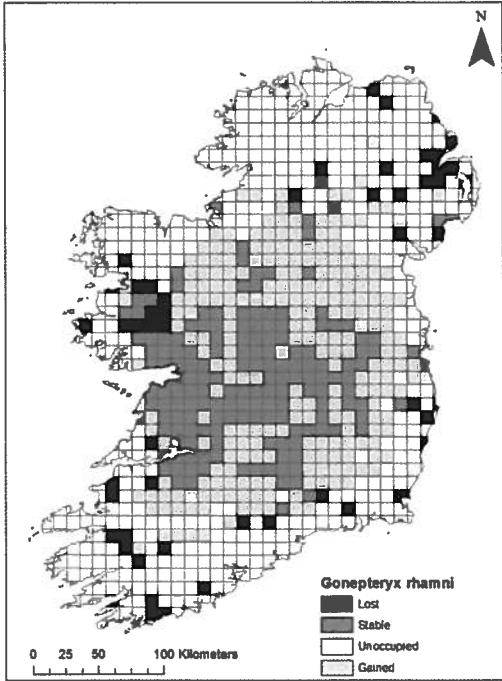 N
Gonepteryx rhamni
Lost
Stable
Unoccupied
Gained
0 25 50 100 Kilometers